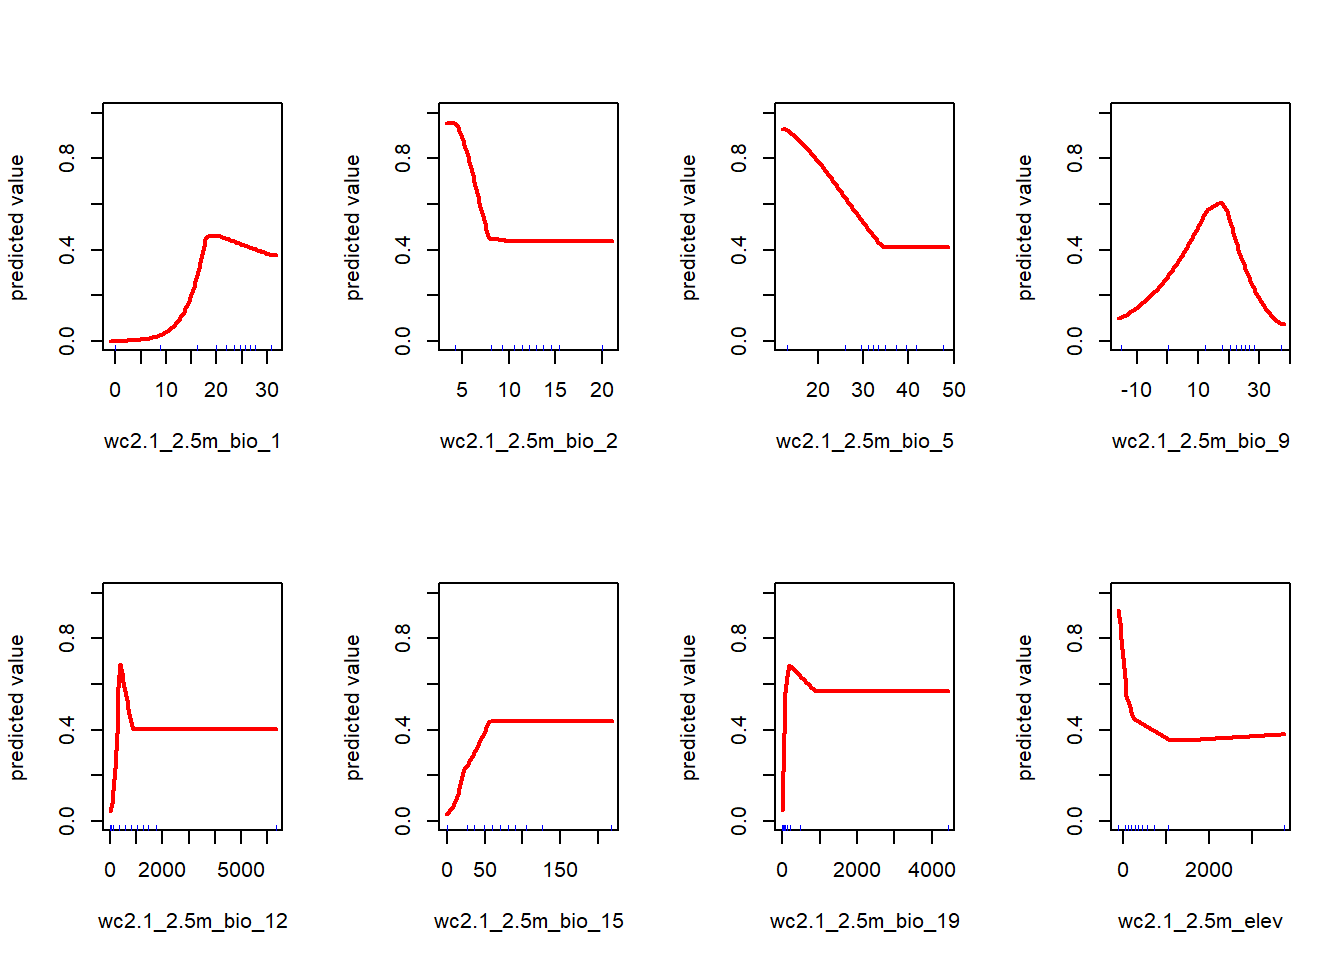 predicted value
0.0 0.4 0.8
0 10 20 30
wc2.1_2.5m_bio_1
predicted value
0.0 0.4 0.8
5 10 15 20
wc2.1_2.5m_bio_2
predicted value
0.0 0.4 0.8
20 30 40 50
wc2.1_2.5m_bio_5
predicted value
0.0 0.4 0.8
-10 10 30
wc2.1_2.5m_bio_9
predicted value
0.0 0.4 0.8
0 2000 5000
wc2.1_2.5m_bio_12
predicted value
0.0 0.4 0.8
0 50 150
wc2.1_2.5m_bio_15
predicted value
0.0 0.4 0.8
0 2000 4000
wc2.1_2.5m_bio_19
predicted value
0.0 0.4 0.8
0 2000
wc2.1_2.5m_elev